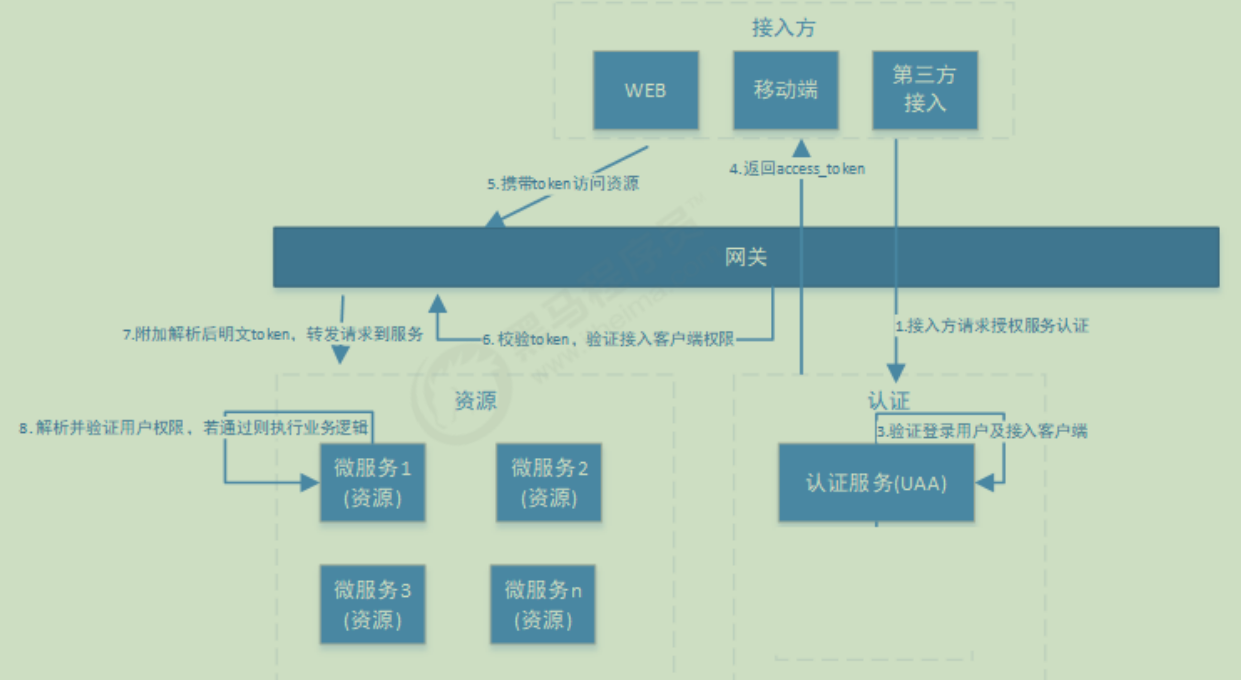 接入方
WEB
移动端
第三方
接入
4.返回access_token
5.携带token访问资源
网关
1.接入方请求授权服务认证
7.附加解析后明文token，转发请求到服务
6.校验token，验证接入客户端权限
资源
认证
8.解析并验证用户权限，若通过则执行业务逻辑
3.验证登录用户及接入客户端
微服务1
(资源)
微服务2
(资源)
认证服务(UAA)
微服务3
(资源)
微服务n
(资源)